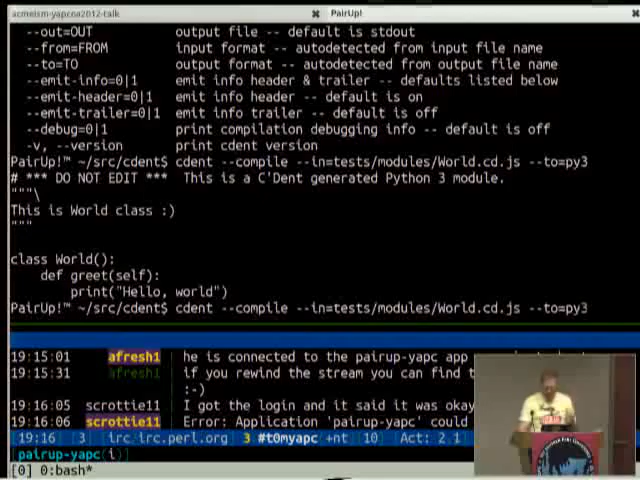 acmeism-yapcna2012-talk
PairUp!
--out=OUT output file -- default is stdout
--from=FROM input format -- autodetected from input file name
--to=TO output format -- autodetected from output file name
--emit-info=0|1 emit info header & trailer -- defaults listed below
--emit-header=0|1 emit info header -- default is on
--emit-trailer=0|1 emit info trailer -- default is off
--debug=0|1 print compilation debugging info -- default is off
-v, --version print cdent version
PairUp!™ ~/src/cdent$ cdent --compile --in=tests/modules/World.cd.js --to=py3
# *** DO NOT EDIT *** This is a C'Dent generated Python 3 module.
"""\
This is World class :)
"""
class World():
def greet(self):
print("Hello, world")
PairUp!™ ~/src/cdent$ cdent --compile --in=tests/modules/World.cd.js --to=py3
19:15:01 afresh1 he is connected to the pairup-yapc app
19:15:31 afresh1 if you rewind the stream you can find
:-)
19:16:05 scrottie11 I got the login and it said it was okay
19:16:06 scrottie11 Error: Application 'pairup-yapc' could
19:16 3 irc irc.perl.org 3 #t0myapc +nt (10) Act: 2.1
pairup-yapc(i)
[0] 0:bash*